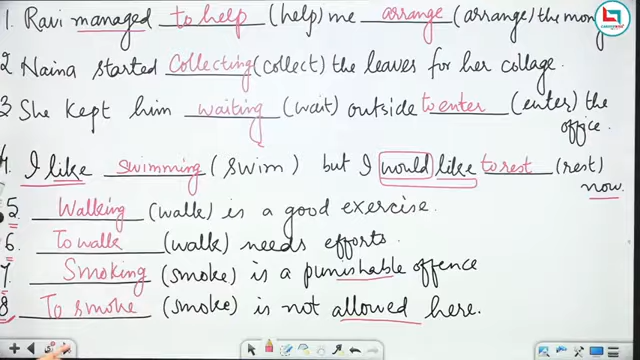 1. Ravi managed to help (help) me arrange (arrange) the mon
2 Naina started Collecting (collect) the leaves for her collage.
3 She kept him waiting (wait) outside to enter (enter) the office.
4. I like swimming (swim) but I would like to rest (rest) now.
5. Walking (walk) is a good exercise.
6. To walk (walk) needs efforts.
7. Smoking (smoke) is a punishable offence
8 To smoke (smoke) is not allowed here.